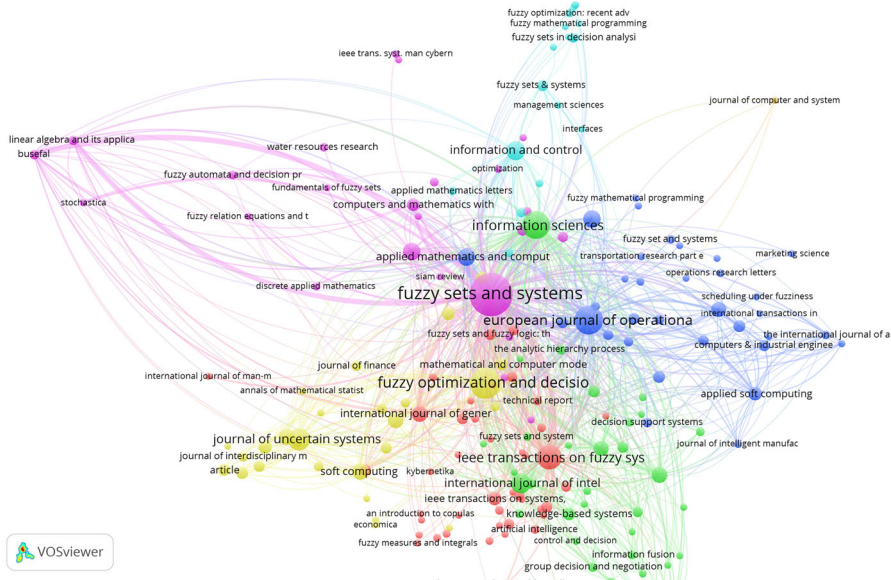 fuzzy optimization: recent adv
fuzzy mathematical programming
fuzzy sets in decision analysi
ieee trans. syst. man cybern
fuzzy sets & systems
management sciences
journal of computer and system
interfaces
linear algebra and its applica
busefal
water resources research
information and control
optimization
fuzzy automata and decision pr
fundamentals of fuzzy sets
applied mathematics letters
stochastica
computers and mathematics with
fuzzy mathematical programming
fuzzy relation equations and t
information sciences
fuzzy set and systems
applied mathematics and comput
transportation research part e
marketing science
siam review
operations research letters
discrete applied mathematics
fuzzy sets and systems
scheduling under fuzziness
european journal of operationa
international transactions in
fuzzy sets and fuzzy logic: th
the international journal of a
the analytic hierarchy process
computers & industrial enginee
journal of finance
mathematical and computer mode
international journal of man-m
fuzzy optimization and decisio
annals of mathematical statist
applied soft computing
technical report
international journal of gener
decision support systems
journal of uncertain systems
fuzzy sets and system
journal of intelligent manufac
journal of interdisciplinary m
ieee transactions on fuzzy sys
article
soft computing
kybernetika
international journal of intel
ieee transactions on systems,
an introduction to copulas
knowledge-based systems
economica
artificial intelligence
fuzzy measures and integrals
control and decision
information fusion
group decision and negotiation
VOSviewer